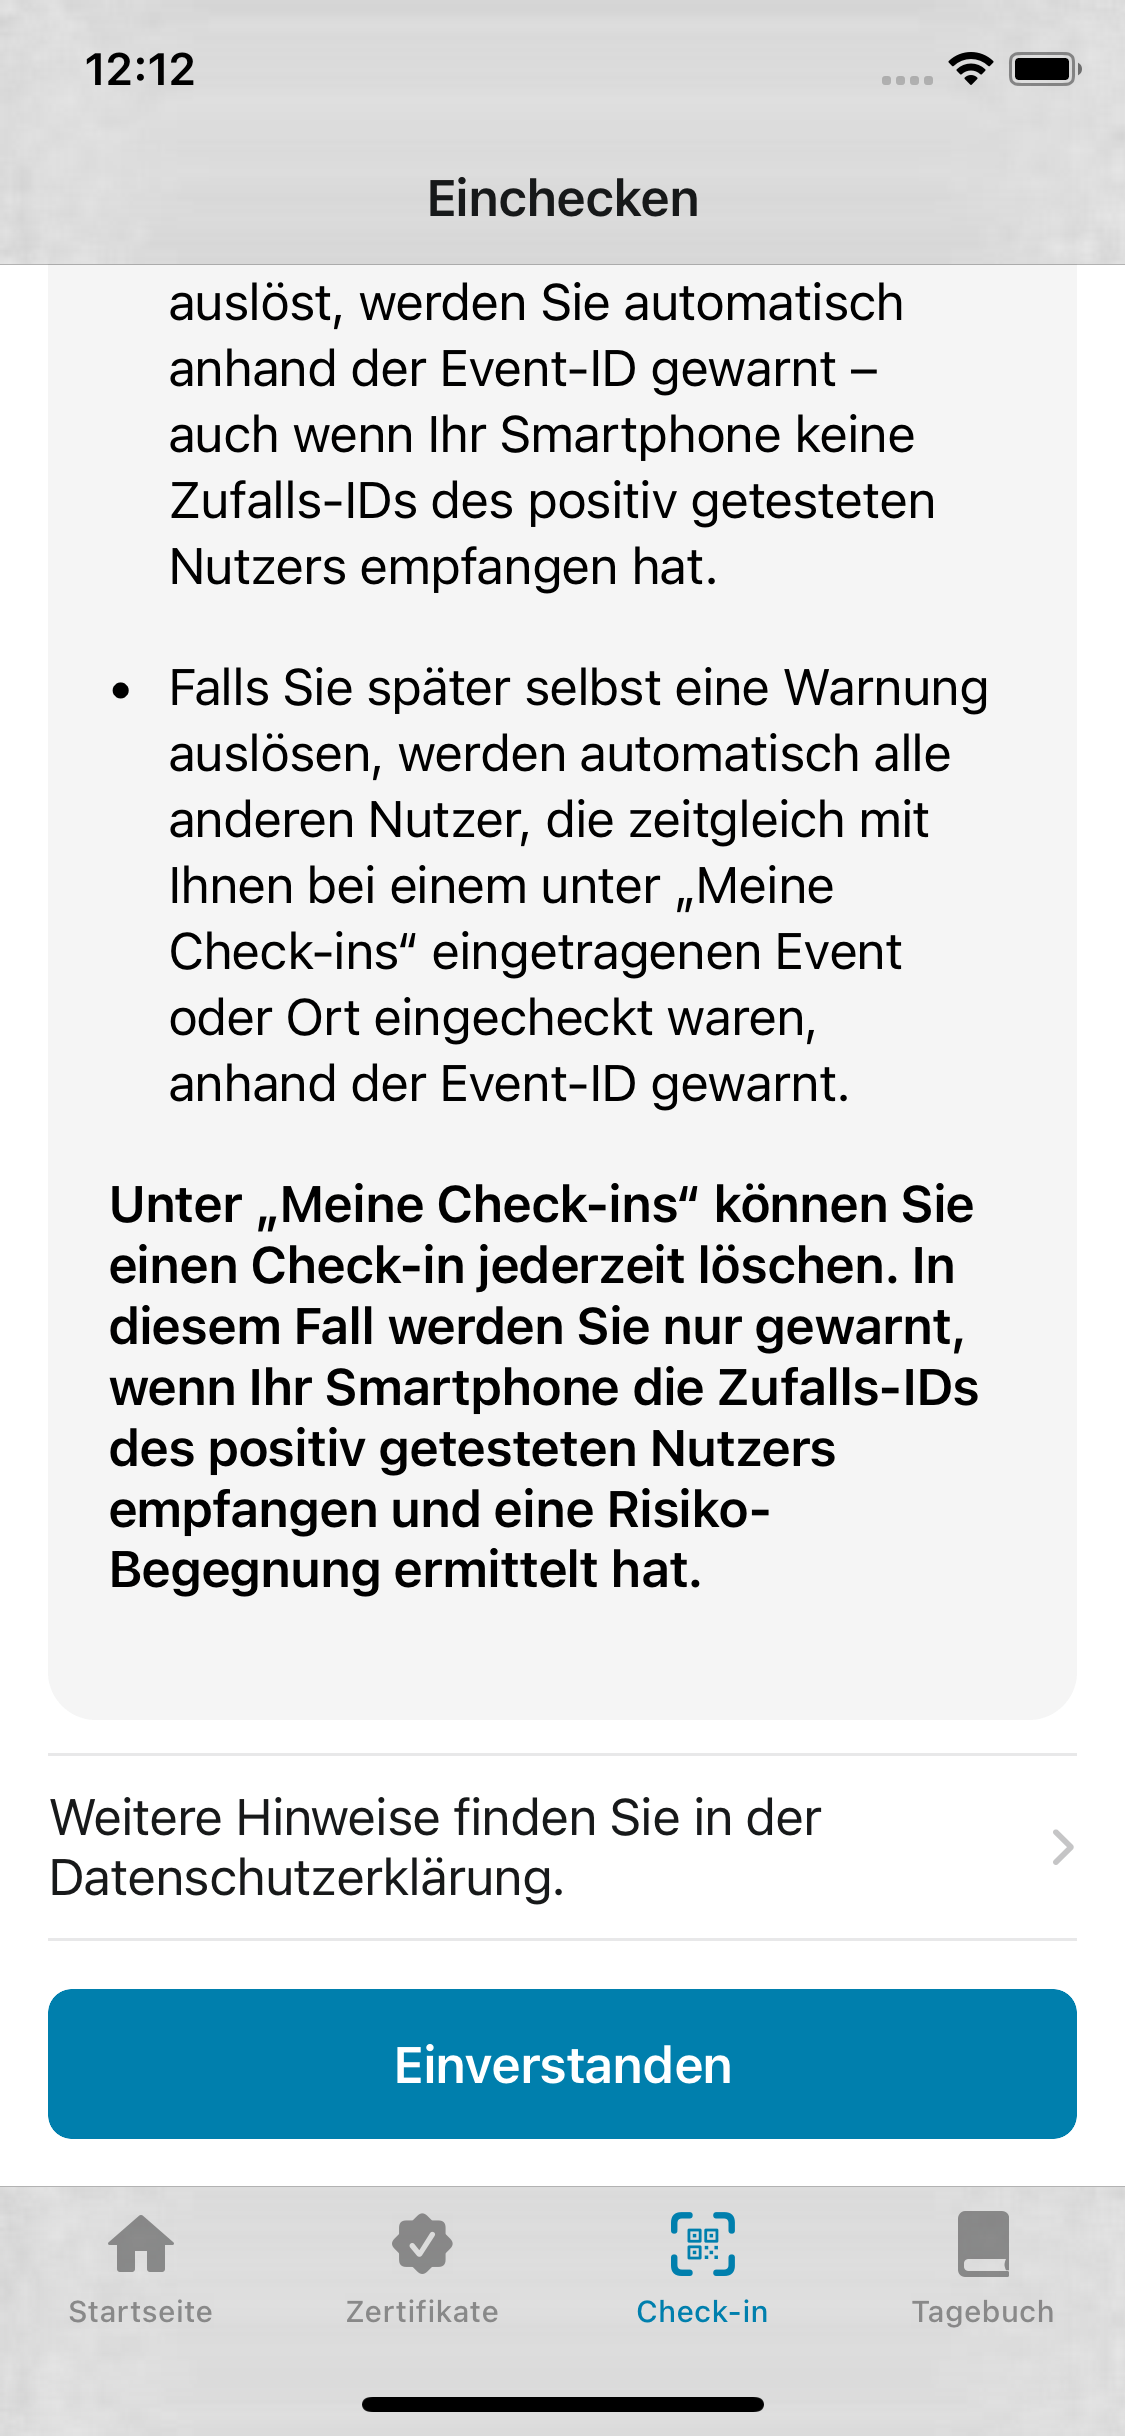 12:12
Einchecken
auslöst, werden Sie automatisch
anhand der Event-ID gewarnt –
auch wenn Ihr Smartphone keine
Zufalls-IDs des positiv getesteten
Nutzers empfangen hat.
• Falls Sie später selbst eine Warnung
auslösen, werden automatisch alle
anderen Nutzer, die zeitgleich mit
Ihnen bei einem unter „Meine
Check-ins“ eingetragenen Event
oder Ort eingecheckt waren,
anhand der Event-ID gewarnt.
Unter „Meine Check-ins“ können Sie
einen Check-in jederzeit löschen. In
diesem Fall werden Sie nur gewarnt,
wenn Ihr Smartphone die Zufalls-IDs
des positiv getesteten Nutzers
empfangen und eine Risiko-
Begegnung ermittelt hat.
Weitere Hinweise finden Sie in der
Datenschutzerklärung.
Einverstanden
Startseite
Zertifikate
Check-in
Tagebuch